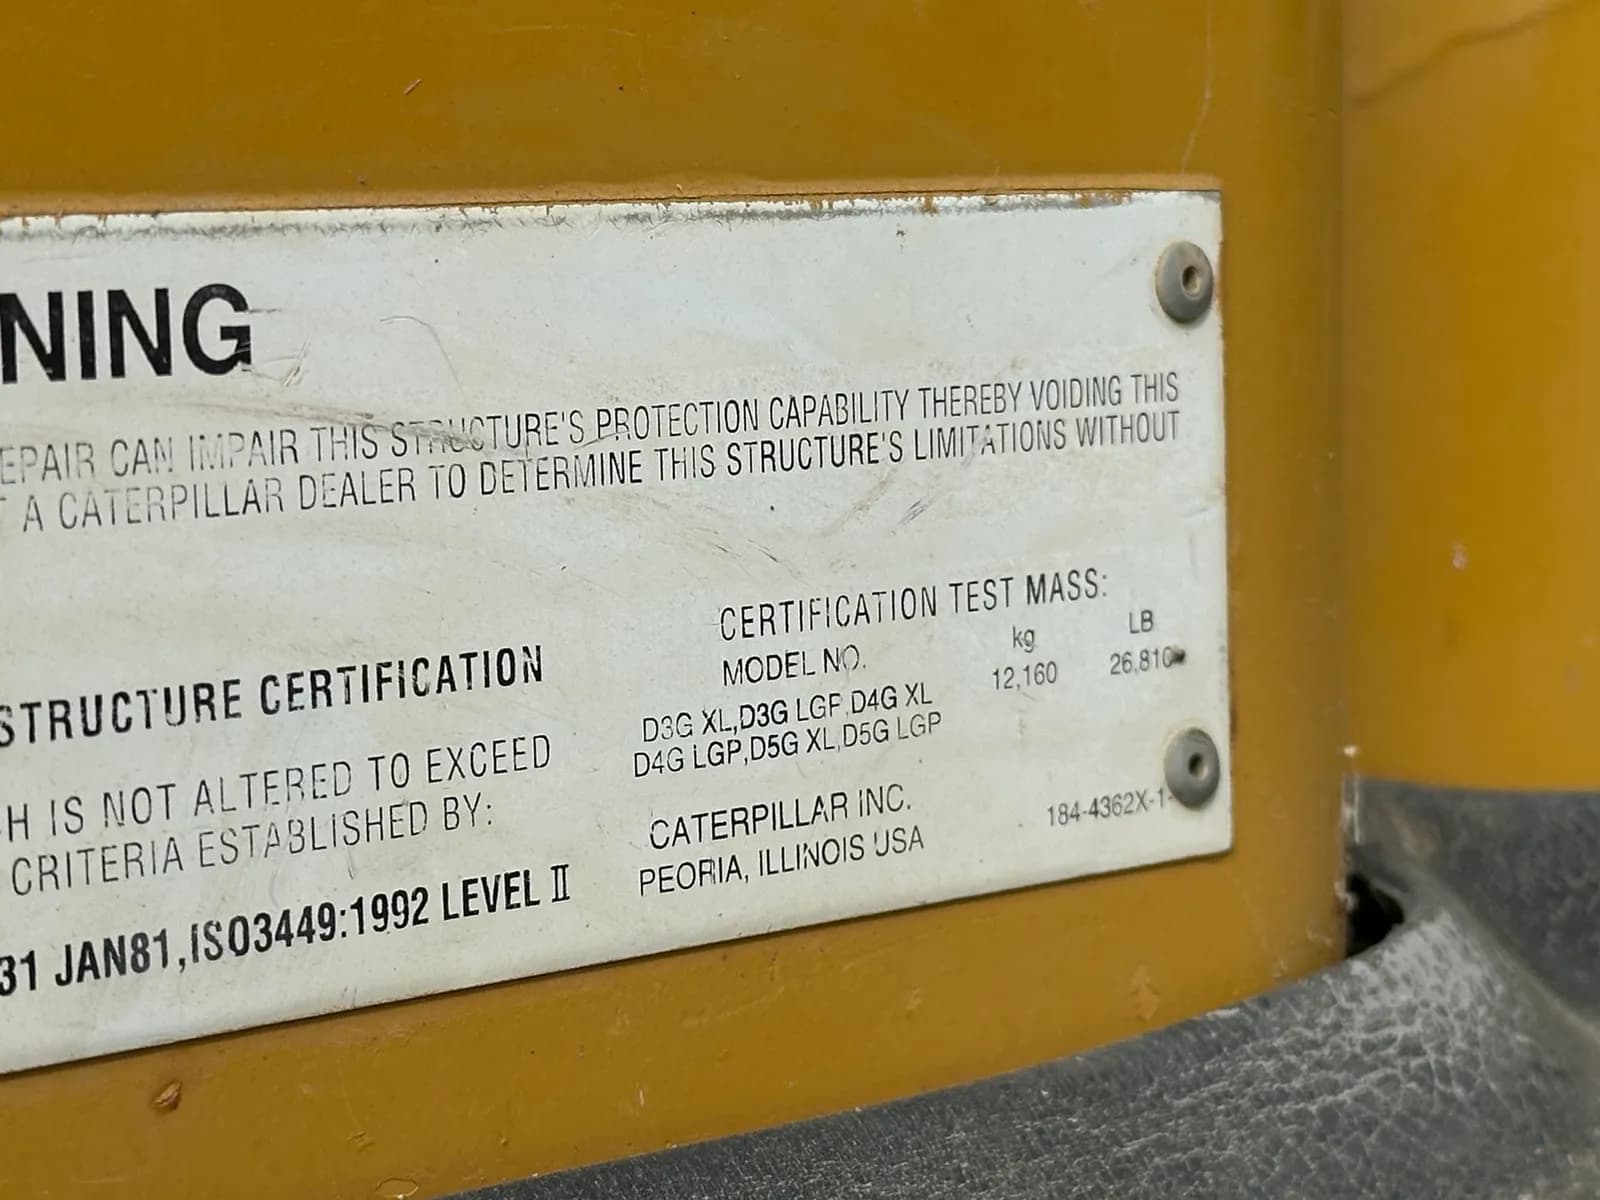 NING
EPAIR CAN IMPAIR THIS STRUCTURE'S PROTECTION CAPABILITY THEREBY VOIDING THIS
A CATERPILLAR DEALER TO DETERMINE THIS STRUCTURE'S LIMITATIONS WITHOUT
STRUCTURE CERTIFICATION
H IS NOT ALTERED TO EXCEED
CRITERIA ESTABLISHED BY:
31 JAN81,ISO3449:1992 LEVEL II
CERTIFICATION TEST MASS:
MODEL NO. kg LB
12,160 26,810
D3G XL,D3G LGP,D4G XL
D4G LGP,D5G XL,D5G LGP
CATERPILLAR INC.
PEORIA, ILLINOIS USA
184-4362X-1-